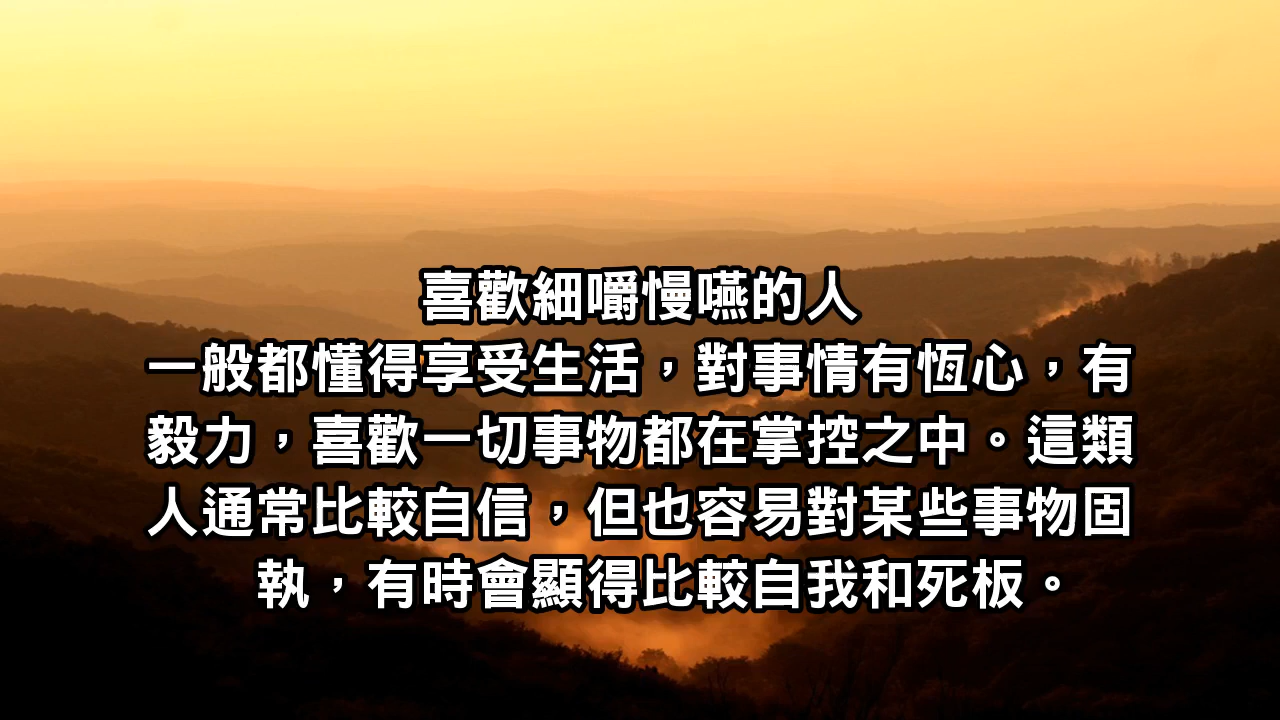 喜歡細嚼慢嚥的人
一般都懂得享受生活，對事情有恆心，有
毅力，喜歡一切事物都在掌控之中。這類
人通常比較自信，但也容易對某些事物固
執，有時會顯得比較自我和死板。